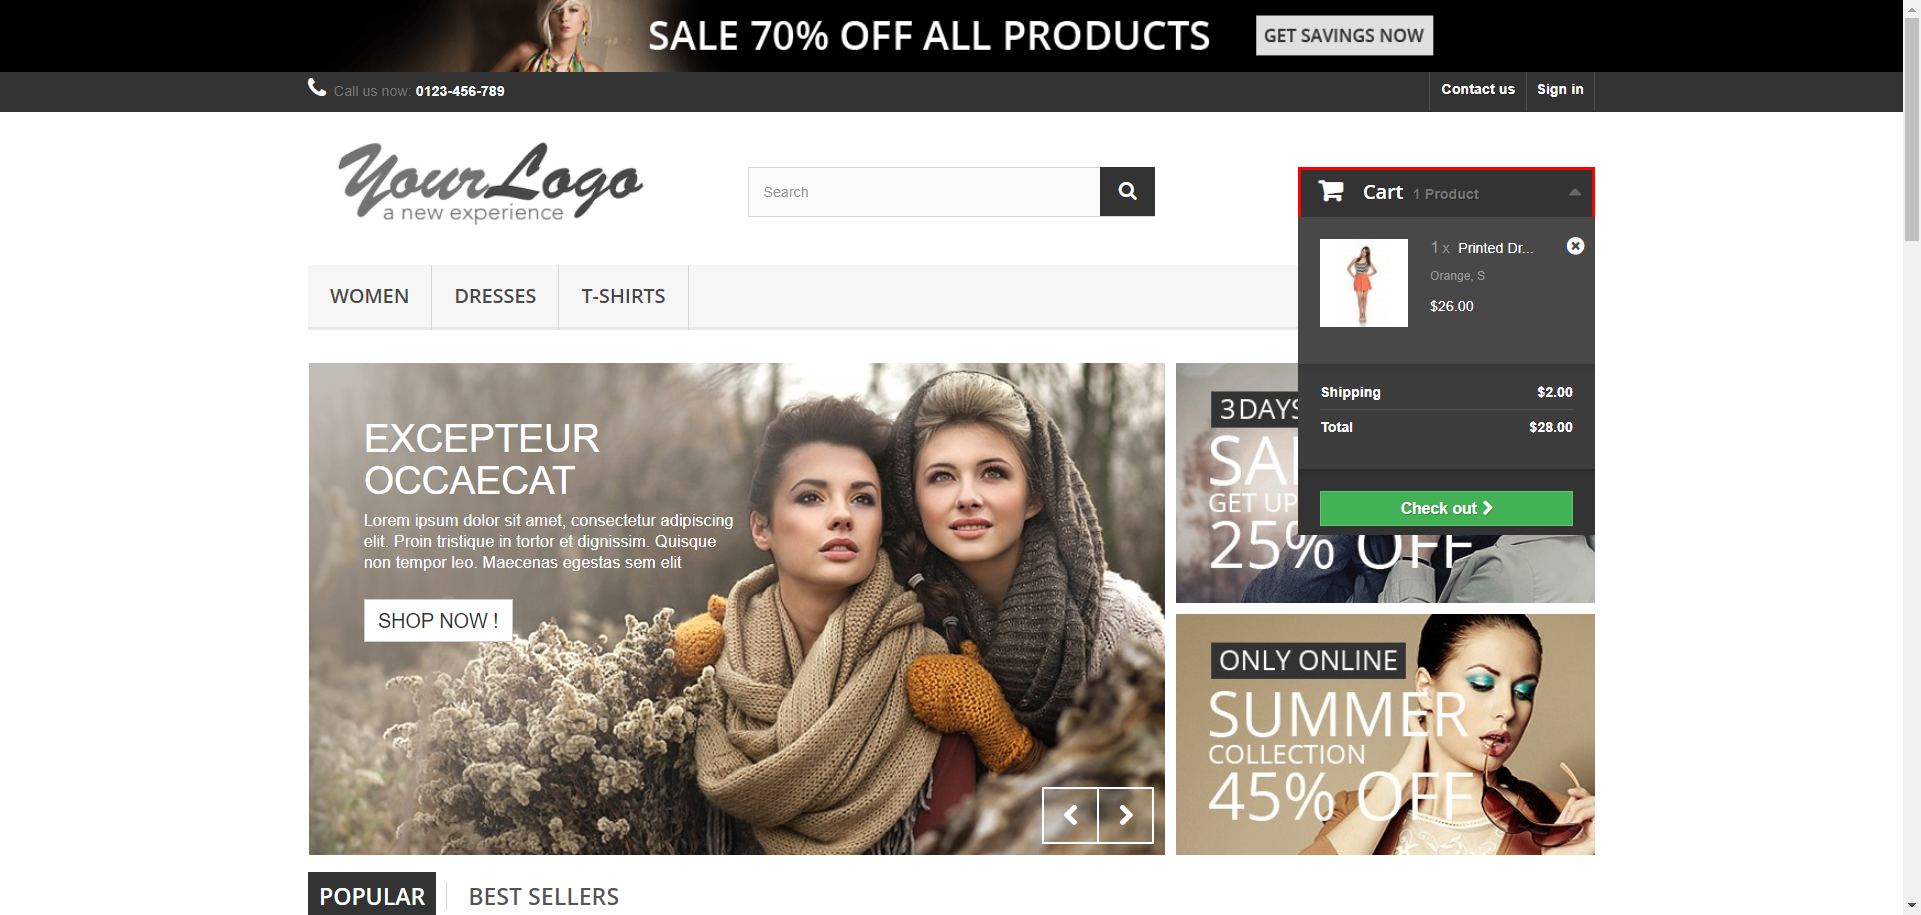 SALE 70% OFF ALL PRODUCTS
GET SAVINGS NOW
Call us now: 0123-456-789
Contact us
Sign in
YourLogo
a new experience
Search
Cart 1 Product
1 x Printed Dr...
Orange, S
$26.00
Shipping $2.00
Total $28.00
Check out
WOMEN
DRESSES
T-SHIRTS
EXCEPTEUR
OCCAECAT
Lorem ipsum dolor sit amet, consectetur adipiscing
elit. Proin tristique in tortor et dignissim. Quisque
non tempor leo. Maecenas egestas sem elit
SHOP NOW !
3 DAYS
SA
GET UP
25% OFF
ONLY ONLINE
SUMMER
COLLECTION
45% OFF
POPULAR
BEST SELLERS